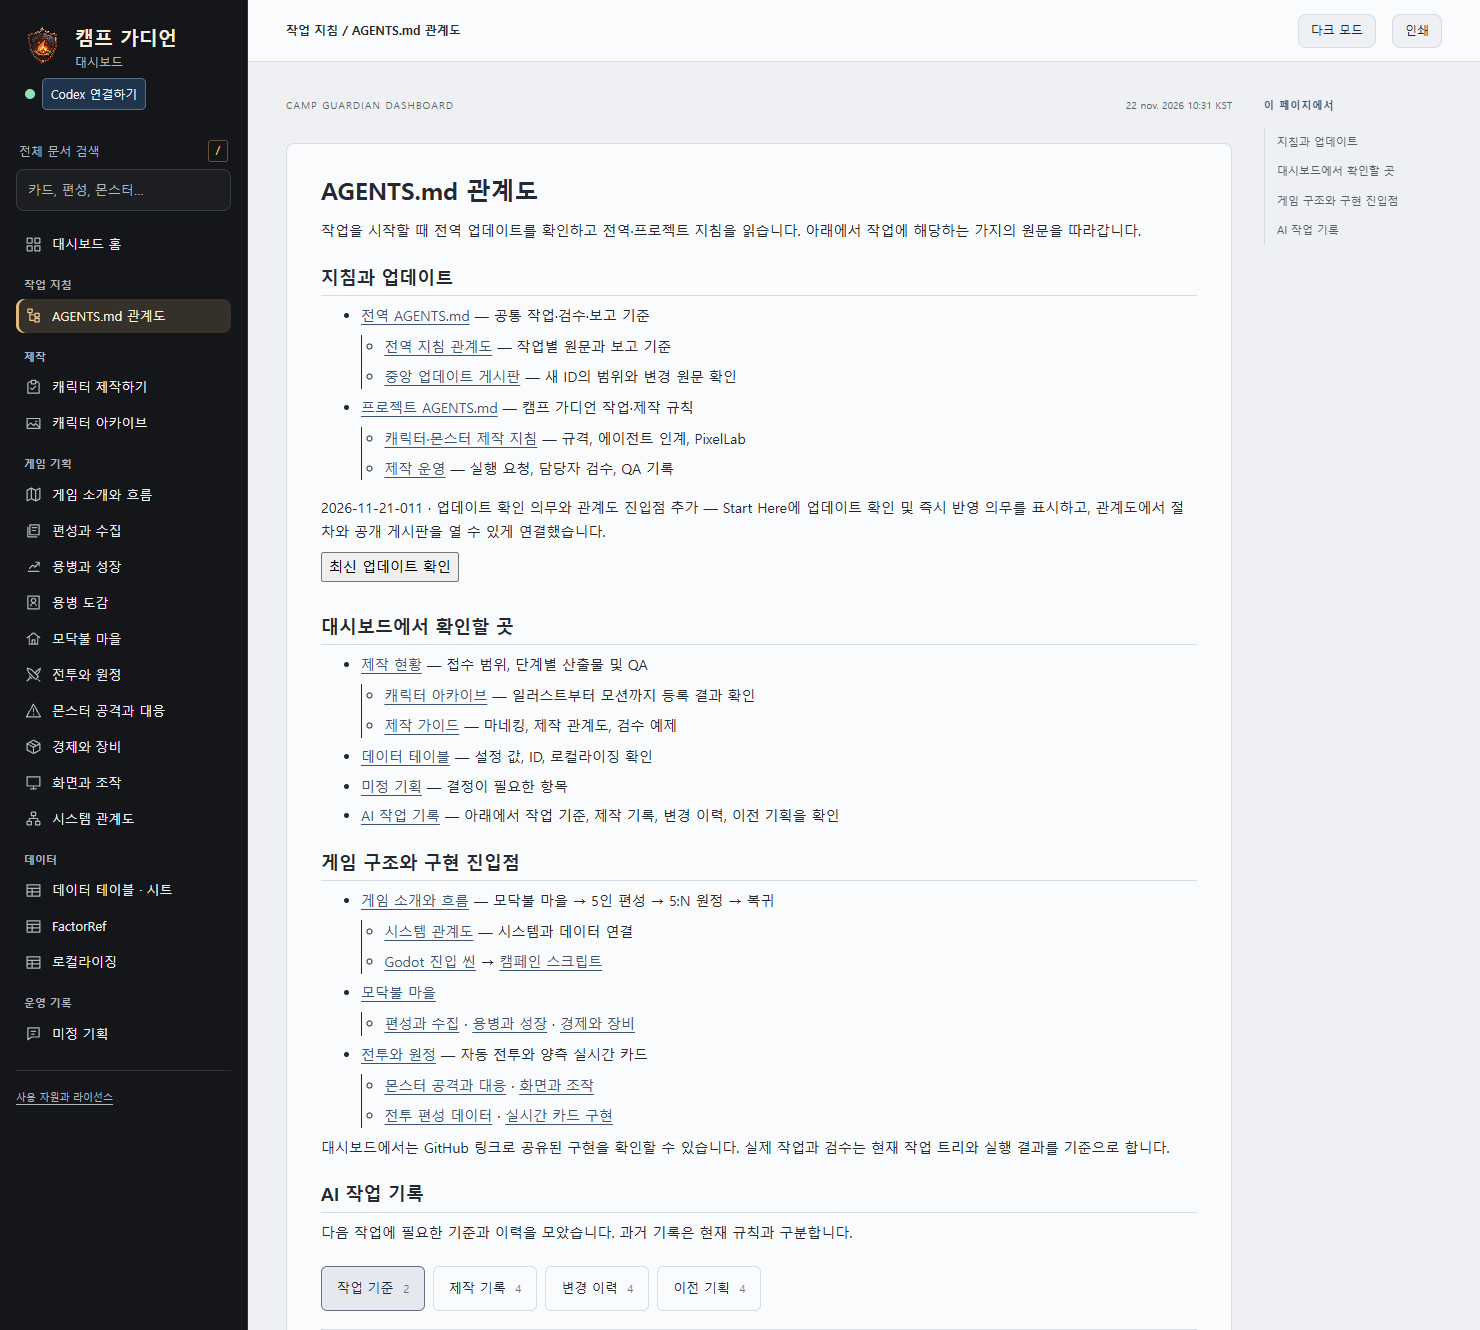 캠프 가디언
대시보드
Codex 연결하기
전체 문서 검색
/
카드, 편성, 몬스터...
대시보드 홈
작업 지침
AGENTS.md 관계도
제작
캐릭터 제작하기
캐릭터 아카이브
게임 기획
게임 소개와 흐름
편성과 수집
용병과 성장
용병 도감
모닥불 마을
전투와 원정
몬스터 공격과 대응
경제와 장비
화면과 조작
시스템 관계도
데이터
데이터 테이블 · 시트
FactorRef
로컬라이징
운영 기록
미정 기획
사용 자원과 라이선스
작업 지침 / AGENTS.md 관계도
다크 모드
인쇄
CAMP GUARDIAN DASHBOARD
22 nov. 2026 10:31 KST
AGENTS.md 관계도
작업을 시작할 때 전역 업데이트를 확인하고 전역·프로젝트 지침을 읽습니다. 아래에서 작업에 해당하는 가지의 원문을 따라갑니다.
지침과 업데이트
전역 AGENTS.md — 공통 작업·검수·보고 기준
전역 지침 관계도 — 작업별 원문과 보고 기준
중앙 업데이트 게시판 — 새 ID의 범위와 변경 원문 확인
프로젝트 AGENTS.md — 캠프 가디언 작업·제작 규칙
캐릭터·몬스터 제작 지침 — 규격, 에이전트 인계, PixelLab
제작 운영 — 실행 요청, 담당자 검수, QA 기록
2026-11-21-011 · 업데이트 확인 의무와 관계도 진입점 추가 — Start Here에 업데이트 확인 및 즉시 반영 의무를 표시하고, 관계도에서 절
차와 공개 게시판을 열 수 있게 연결했습니다.
최신 업데이트 확인
대시보드에서 확인할 곳
제작 현황 — 접수 범위, 단계별 산출물 및 QA
캐릭터 아카이브 — 일러스트부터 모션까지 등록 결과 확인
제작 가이드 — 마네킹, 제작 관계도, 검수 예제
데이터 테이블 — 설정 값, ID, 로컬라이징 확인
미정 기획 — 결정이 필요한 항목
AI 작업 기록 — 아래에서 작업 기준, 제작 기록, 변경 이력, 이전 기획을 확인
게임 구조와 구현 진입점
게임 소개와 흐름 — 모닥불 마을 → 5인 편성 → 5:N 원정 → 복귀
시스템 관계도 — 시스템과 데이터 연결
Godot 진입 씬 → 캠페인 스크립트
모닥불 마을
편성과 수집 · 용병과 성장 · 경제와 장비
전투와 원정 — 자동 전투와 양측 실시간 카드
몬스터 공격과 대응 · 화면과 조작
전투 편성 데이터 · 실시간 카드 구현
대시보드에서는 GitHub 링크로 공유된 구현을 확인할 수 있습니다. 실제 작업과 검수는 현재 작업 트리와 실행 결과를 기준으로 합니다.
AI 작업 기록
다음 작업에 필요한 기준과 이력을 모았습니다. 과거 기록은 현재 규칙과 구분합니다.
작업 기준 2
제작 기록 4
변경 이력 4
이전 기획 4
이 페이지에서
지침과 업데이트
대시보드에서 확인할 곳
게임 구조와 구현 진입점
AI 작업 기록